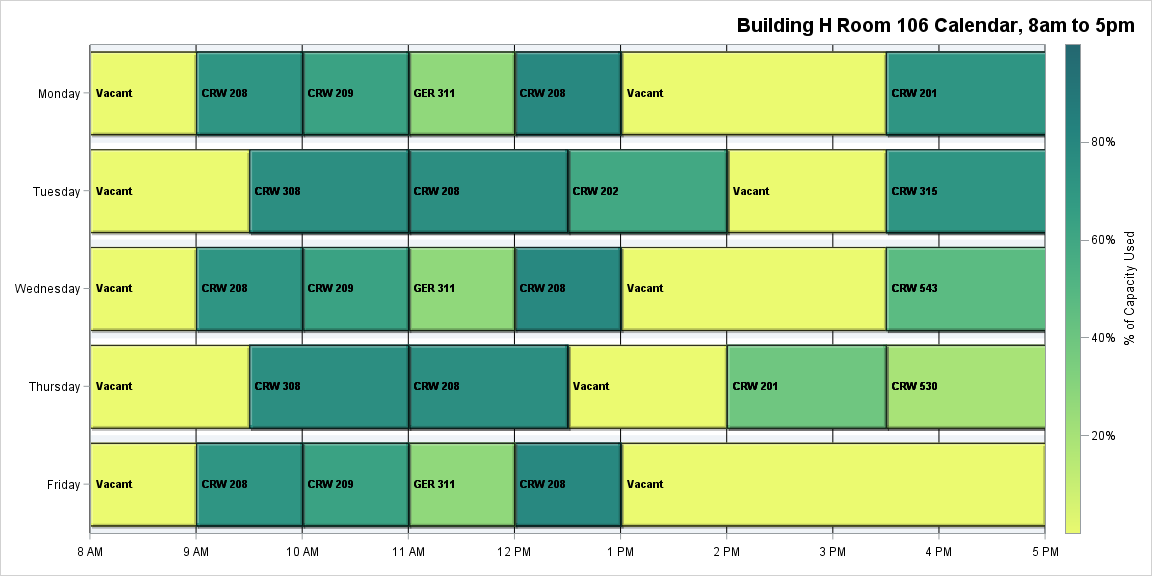 Building H Room 106 Calendar, 8am to 5pm
Monday
Vacant
CRW 208
CRW 209
GER 311
CRW 208
Vacant
CRW 201
Tuesday
Vacant
CRW 308
CRW 208
CRW 202
Vacant
CRW 315
Wednesday
Vacant
CRW 208
CRW 209
GER 311
CRW 208
Vacant
CRW 543
Thursday
Vacant
CRW 308
CRW 208
Vacant
CRW 201
CRW 530
Friday
Vacant
CRW 208
CRW 209
GER 311
CRW 208
Vacant
8 AM
9 AM
10 AM
11 AM
12 PM
1 PM
2 PM
3 PM
4 PM
5 PM
80%
60%
40%
20%
% of Capacity Used